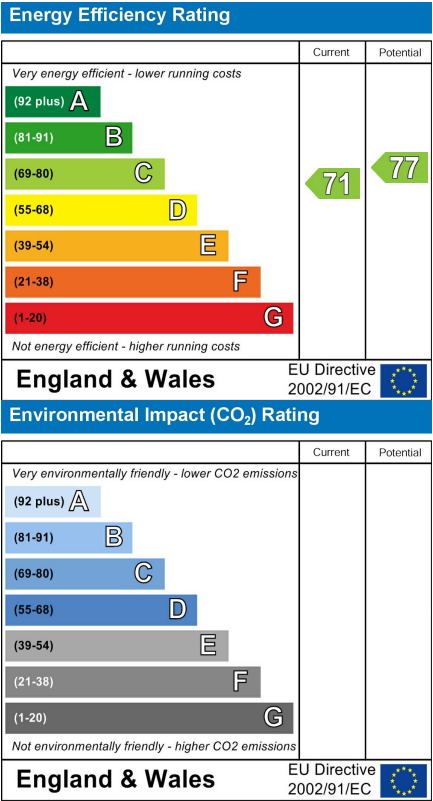 Energy Efficiency Rating
Current Potential
Very energy efficient - lower running costs
(92 plus) A
(81-91) B
(69-80) C
71 77
(55-68) D
(39-54) E
(21-38) F
(1-20) G
Not energy efficient - higher running costs
England & Wales
EU Directive
2002/91/EC
Environmental Impact (CO₂) Rating
Current Potential
Very environmentally friendly - lower CO2 emissions
(92 plus) A
(81-91) B
(69-80) C
(55-68) D
(39-54) E
(21-38) F
(1-20) G
Not environmentally friendly - higher CO2 emissions
England & Wales
EU Directive
2002/91/EC